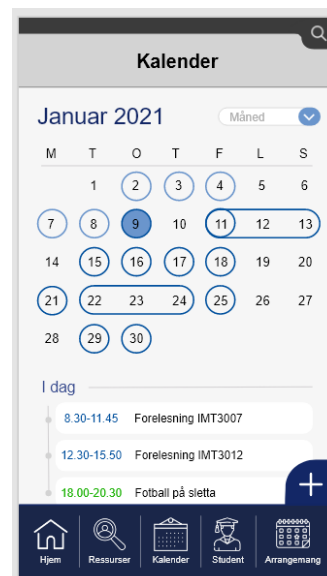 Kalender
Januar 2021 Måned
M T O T F L S
1 2 3 4 5 6
7 8 9 10 11 12 13
14 15 16 17 18 19 20
21 22 23 24 25 26 27
28 29 30
I dag
8.30-11.45 Forelesning IMT3007
12.30-15.50 Forelesning IMT3012
18.00-20.30 Fotball på sletta
+
Hjem Ressurser Kalender Student Arrangemang